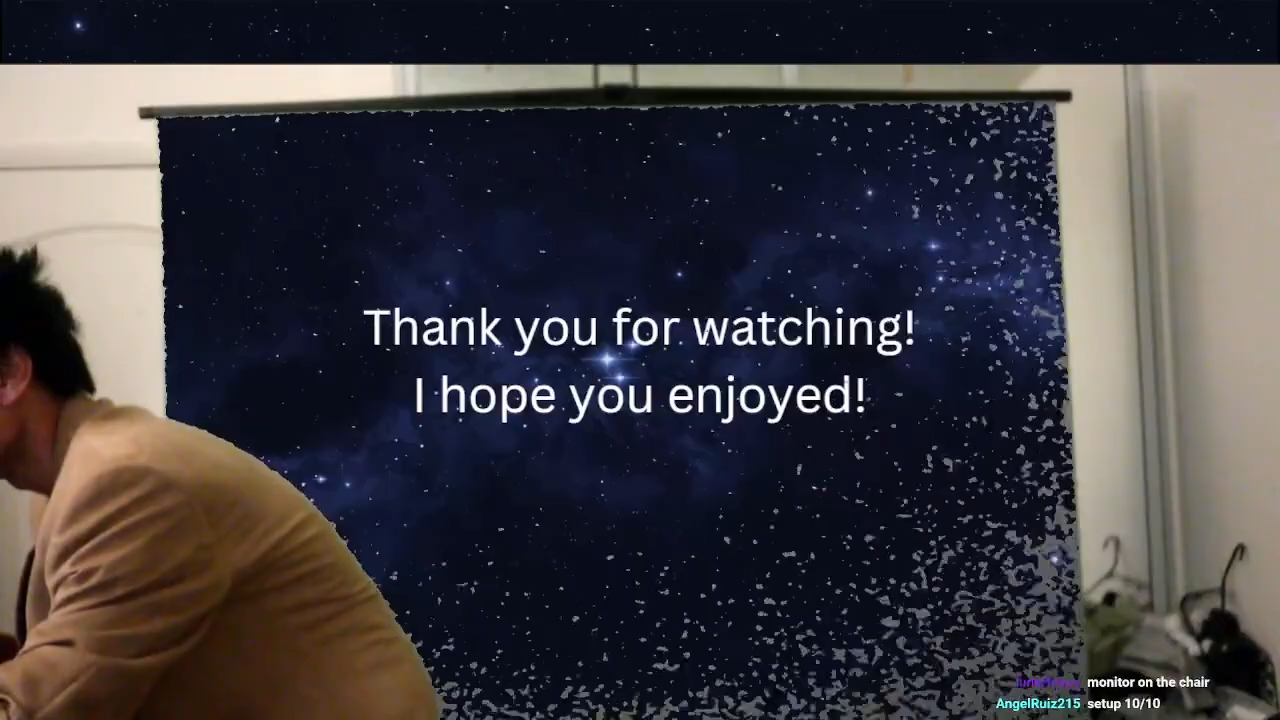 Thank you for watching!
I hope you enjoyed!
monitor on the chair
AngelRuiz215 setup 10/10